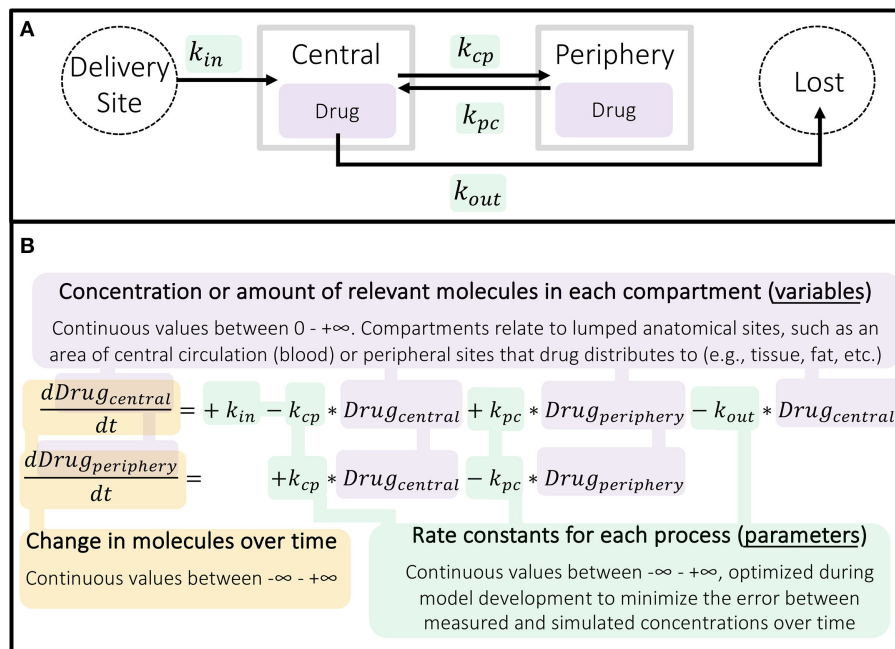 A
Delivery
Site
k_in
Central
Drug
k_cp
k_pc
Periphery
Drug
Lost
k_out
B
Concentration or amount of relevant molecules in each compartment (variables)
Continuous values between 0 - +∞. Compartments relate to lumped anatomical sites, such as an
area of central circulation (blood) or peripheral sites that drug distributes to (e.g., tissue, fat, etc.)
dDrug_central/dt = + k_in − k_cp * Drug_central + k_pc * Drug_periphery − k_out * Drug_central
dDrug_periphery/dt = +k_cp * Drug_central − k_pc * Drug_periphery
Change in molecules over time
Continuous values between -∞ - +∞
Rate constants for each process (parameters)
Continuous values between -∞ - +∞, optimized during
model development to minimize the error between
measured and simulated concentrations over time